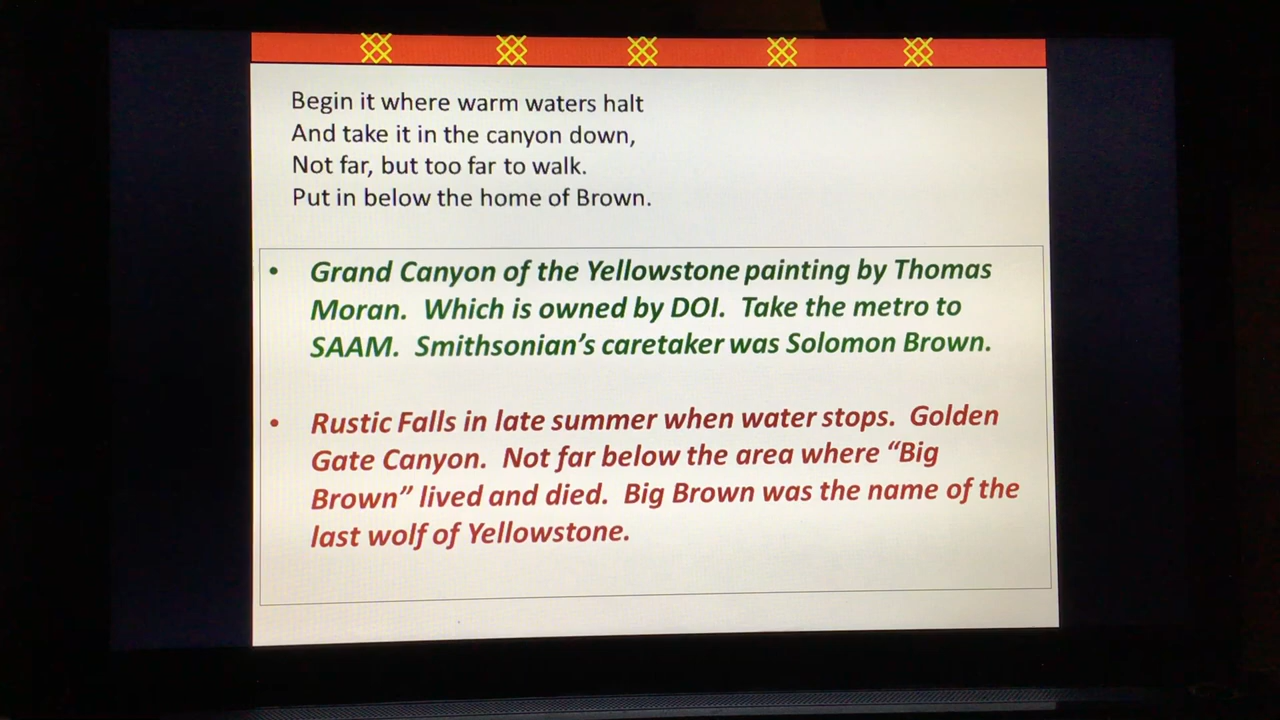 Begin it where warm waters halt
And take it in the canyon down,
Not far, but too far to walk.
Put in below the home of Brown.
• Grand Canyon of the Yellowstone painting by Thomas
Moran. Which is owned by DOI. Take the metro to
SAAM. Smithsonian's caretaker was Solomon Brown.
• Rustic Falls in late summer when water stops. Golden
Gate Canyon. Not far below the area where “Big
Brown” lived and died. Big Brown was the name of the
last wolf of Yellowstone.